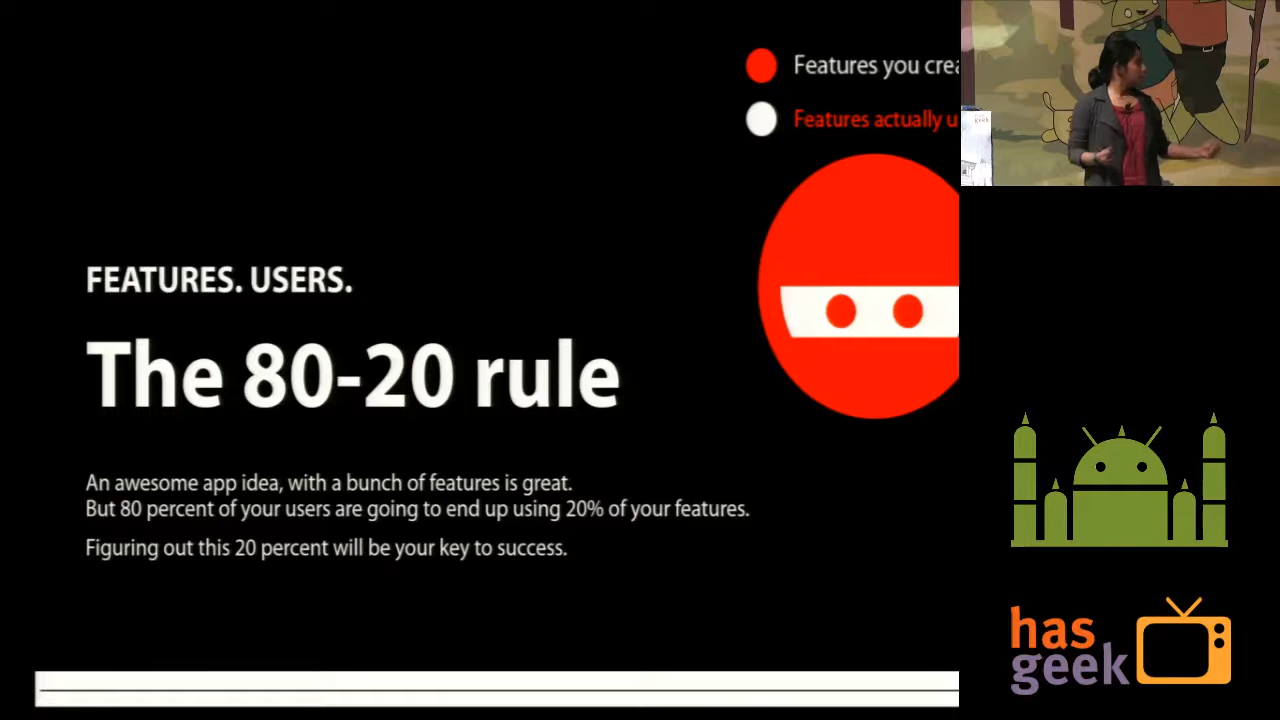 Features you
Features actually
FEATURES. USERS.
The 80-20 rule
An awesome app idea, with a bunch of features is great.
But 80 percent of your users are going to end up using 20% of your features.
Figuring out this 20 percent will be your key to success.
has
geek
has
geek